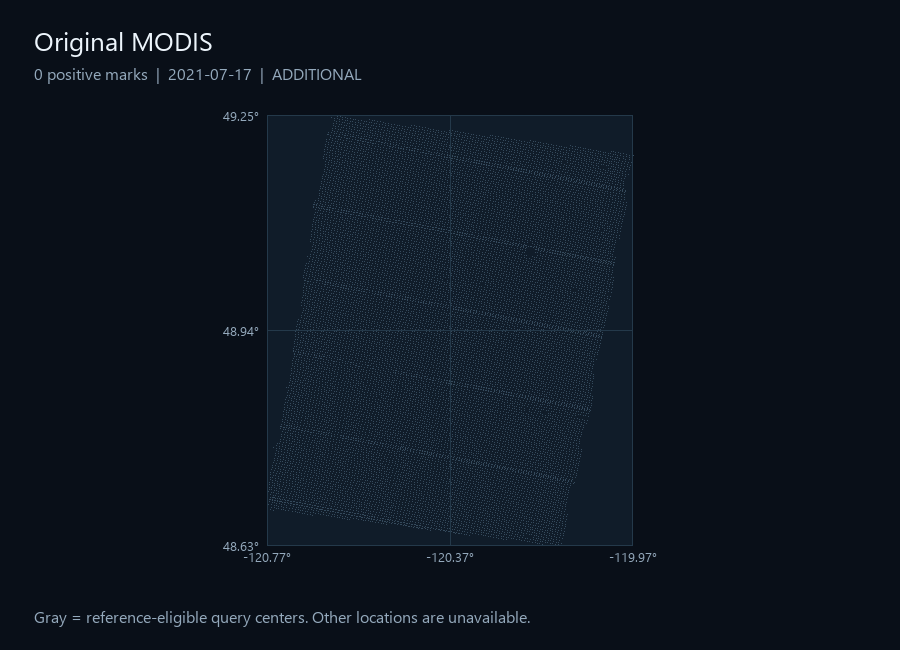 Original MODIS
0 positive marks | 2021-07-17 | ADDITIONAL
49.25°
48.94°
48.63°
-120.77° -120.37° -119.97°
Gray = reference-eligible query centers. Other locations are unavailable.